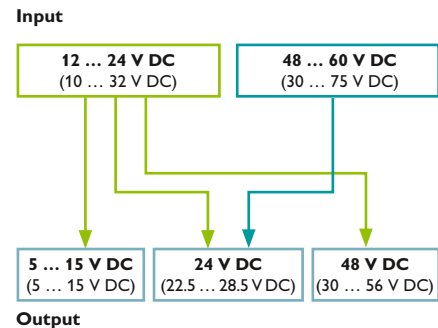 Input
12 … 24 V DC
(10 … 32 V DC)
48 … 60 V DC
(30 … 75 V DC)
5 … 15 V DC
(5 … 15 V DC)
24 V DC
(22.5 … 28.5 V DC)
48 V DC
(30 … 56 V DC)
Output